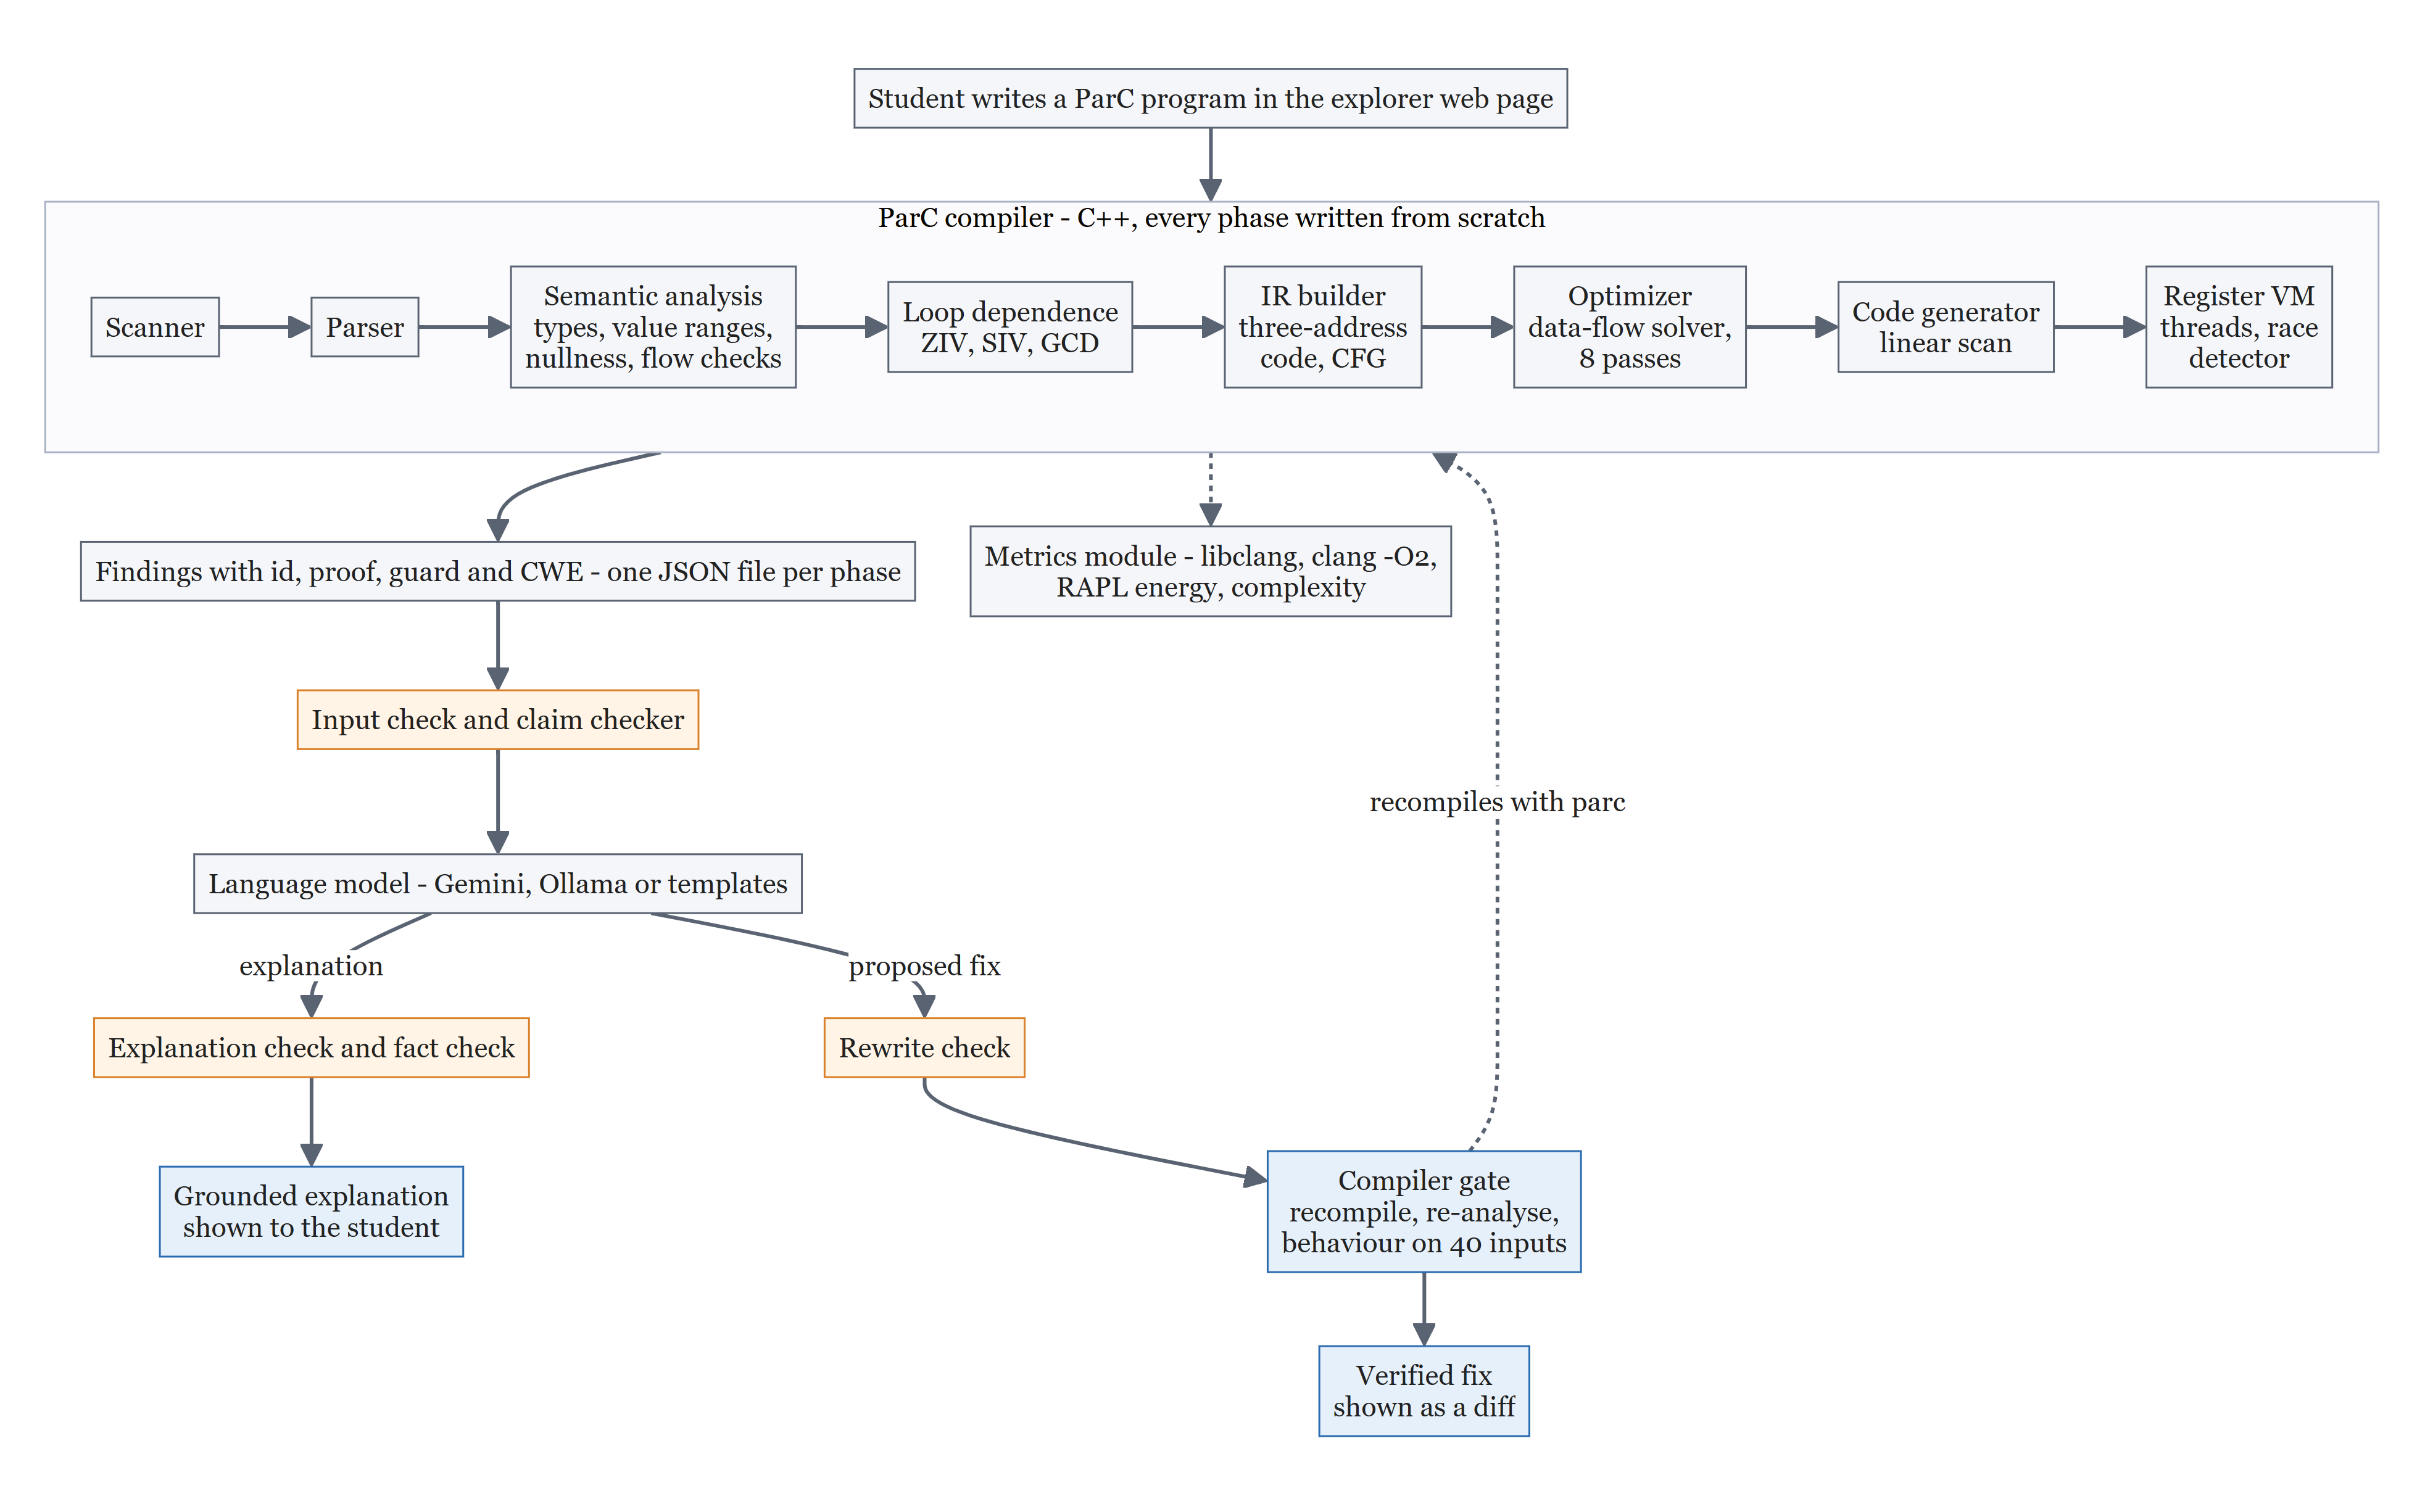 Student writes a ParC program in the explorer web page
ParC compiler - C++, every phase written from scratch
Scanner
Parser
Semantic analysis
types, value ranges,
nullness, flow checks
Loop dependence
ZIV, SIV, GCD
IR builder
three-address
code, CFG
Optimizer
data-flow solver,
8 passes
Code generator
linear scan
Register VM
threads, race
detector
Findings with id, proof, guard and CWE - one JSON file per phase
Metrics module - libclang, clang -O2,
RAPL energy, complexity
Input check and claim checker
recompiles with parc
Language model - Gemini, Ollama or templates
explanation
proposed fix
Explanation check and fact check
Rewrite check
Grounded explanation
shown to the student
Compiler gate
recompile, re-analyse,
behaviour on 40 inputs
Verified fix
shown as a diff